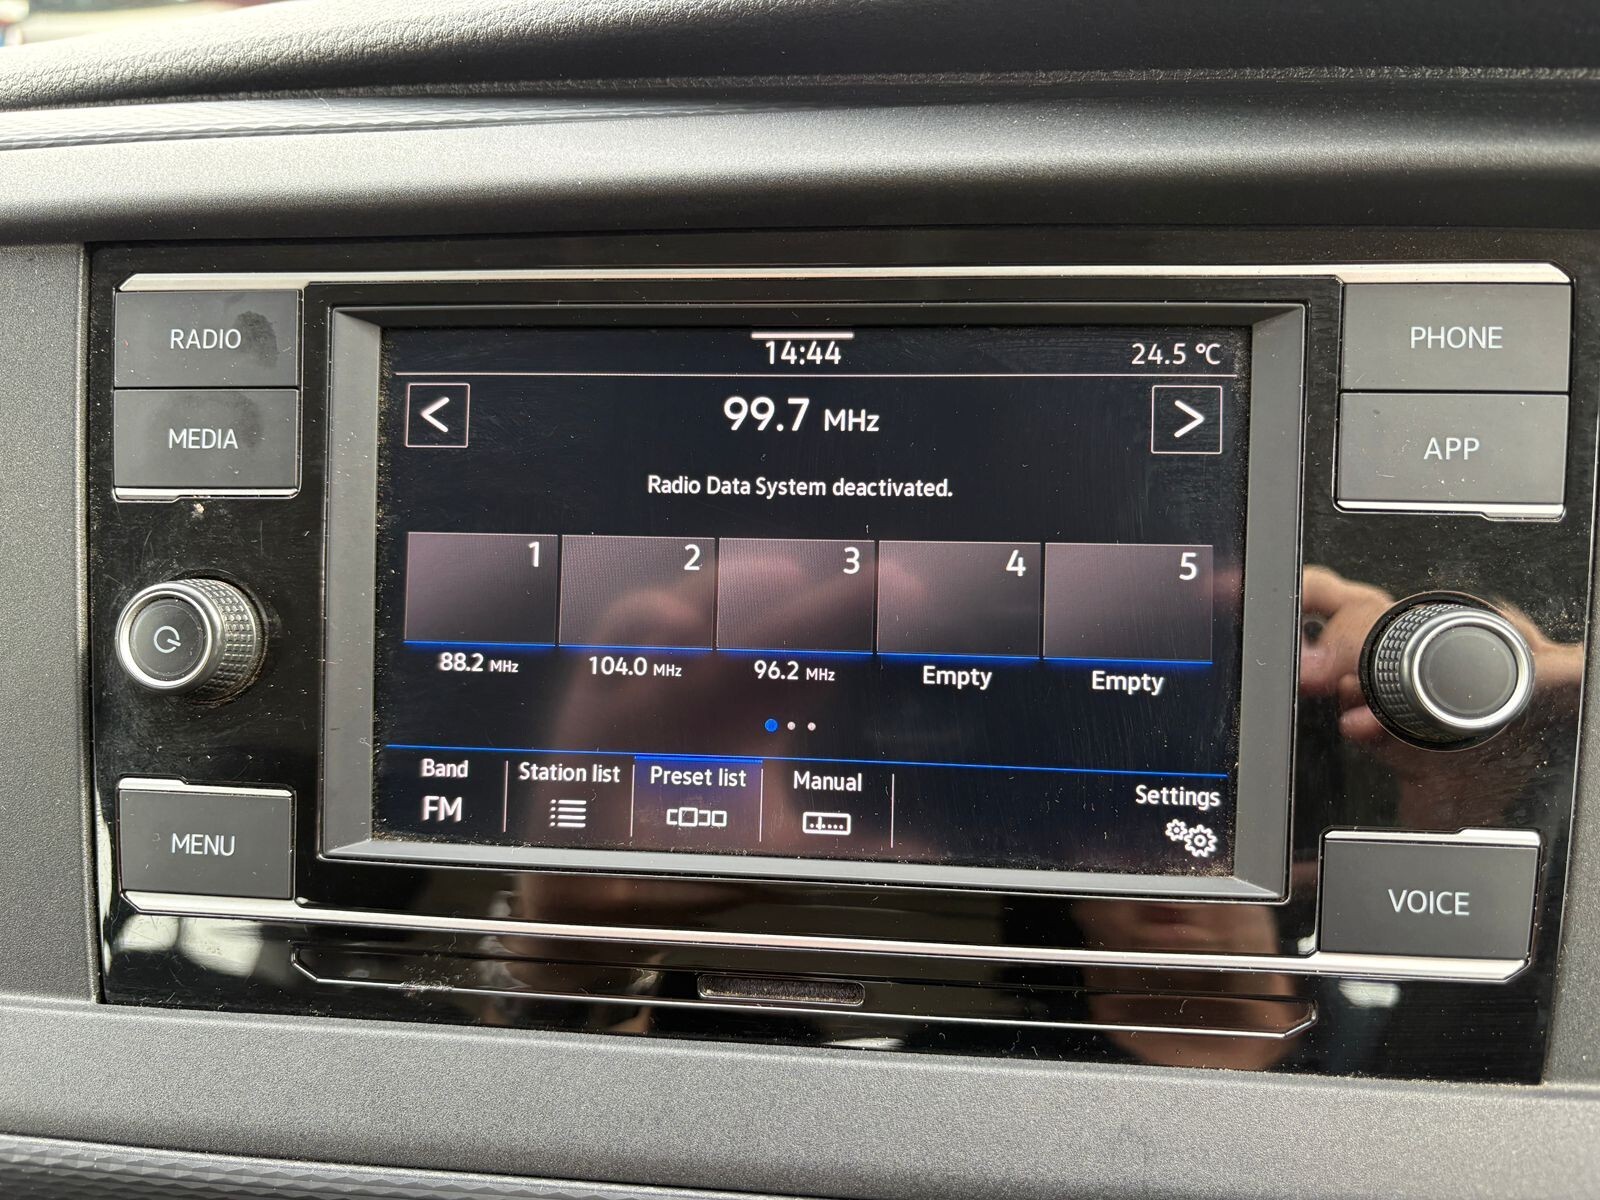 RADIO
MEDIA
MENU
14:44
24.5 °C
<
99.7 MHz
>
Radio Data System deactivated.
1
2
3
4
5
88.2 MHz
104.0 MHz
96.2 MHz
Empty
Empty
Band
FM
Station list
Preset list
Manual
Settings
PHONE
APP
VOICE